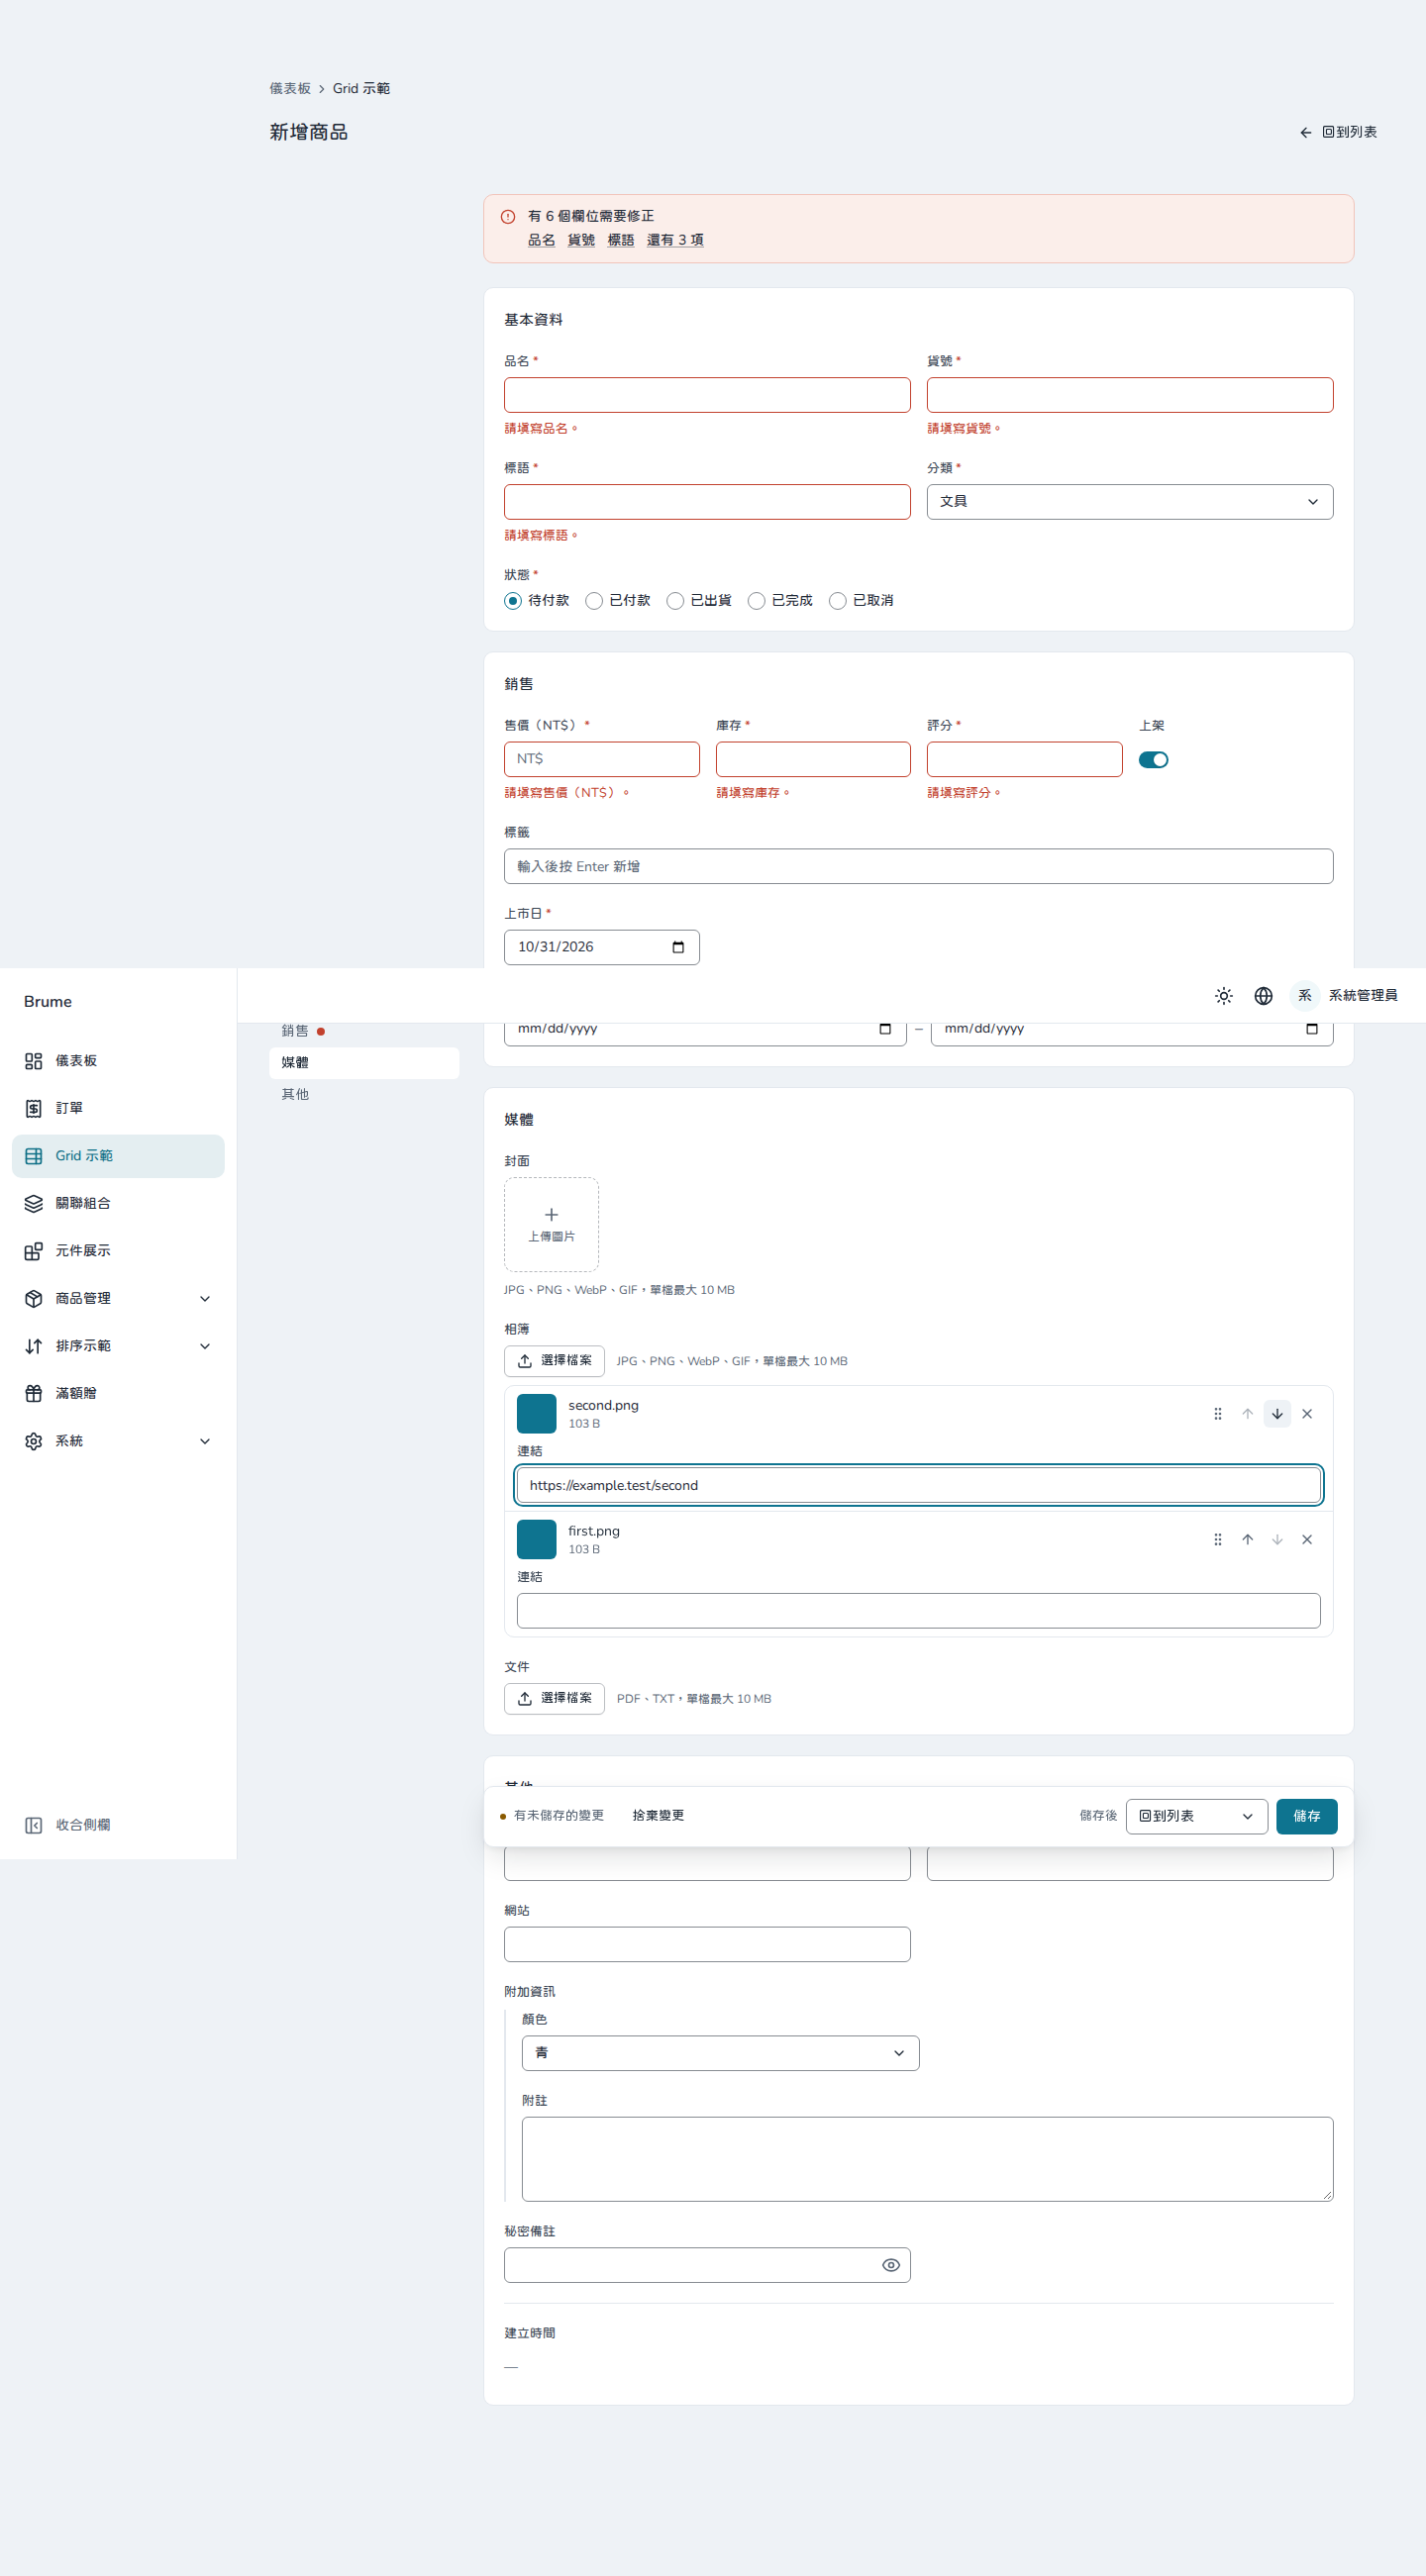 儀表板 > Grid 示範
新增商品
回到列表
有 6 個欄位需要修正
品名 貨號 標語 還有 3 項
基本資料
品名 * 貨號 *
請填寫品名。 請填寫貨號。
標語 * 分類 *
文具
請填寫標語。
狀態 *
待付款 已付款 已出貨 已完成 已取消
銷售
售價（NT$） * 庫存 * 評分 * 上架
NT$
請填寫售價（NT$）。 請填寫庫存。 請填寫評分。
標籤
輸入後按 Enter 新增
上市日 *
10/31/2026
Brume
系 系統管理員
儀表板
訂單
Grid 示範
關聯組合
元件展示
商品管理
排序示範
滿額贈
系統
收合側欄
銷售
媒體
其他
mm/dd/yyyy – mm/dd/yyyy
媒體
封面
上傳圖片
JPG、PNG、WebP、GIF，單檔最大 10 MB
相簿
選擇檔案 JPG、PNG、WebP、GIF，單檔最大 10 MB
second.png
103 B
連結
https://example.test/second
first.png
103 B
連結
文件
選擇檔案 PDF、TXT，單檔最大 10 MB
有未儲存的變更 捨棄變更 儲存後 回到列表 儲存
網站
附加資訊
顏色
青
附註
秘密備註
建立時間
—